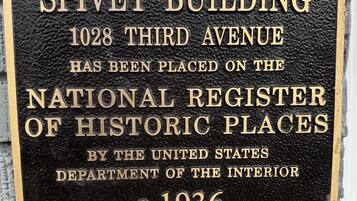 SPIVEY BUILDING
1028 THIRD AVENUE
HAS BEEN PLACED ON THE
NATIONAL REGISTER
OF HISTORIC PLACES
BY THE UNITED STATES
DEPARTMENT OF THE INTERIOR
1926